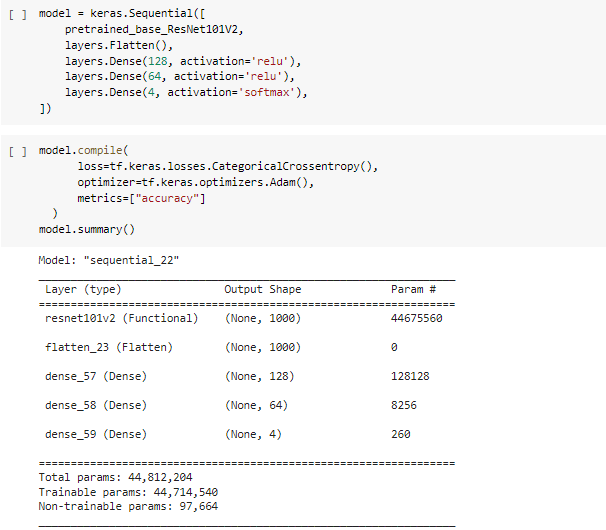 [ ] model = keras.Sequential([
pretrained_base_ResNet101V2,
layers.Flatten(),
layers.Dense(128, activation='relu'),
layers.Dense(64, activation='relu'),
layers.Dense(4, activation='softmax'),
])
[ ] model.compile(
loss=tf.keras.losses.CategoricalCrossentropy(),
optimizer=tf.keras.optimizers.Adam(),
metrics=["accuracy"]
)
model.summary()
Model: "sequential_22"
Layer (type) Output Shape Param #
resnet101v2 (Functional) (None, 1000) 44675560
flatten_23 (Flatten) (None, 1000) 0
dense_57 (Dense) (None, 128) 128128
dense_58 (Dense) (None, 64) 8256
dense_59 (Dense) (None, 4) 260
Total params: 44,812,204
Trainable params: 44,714,540
Non-trainable params: 97,664